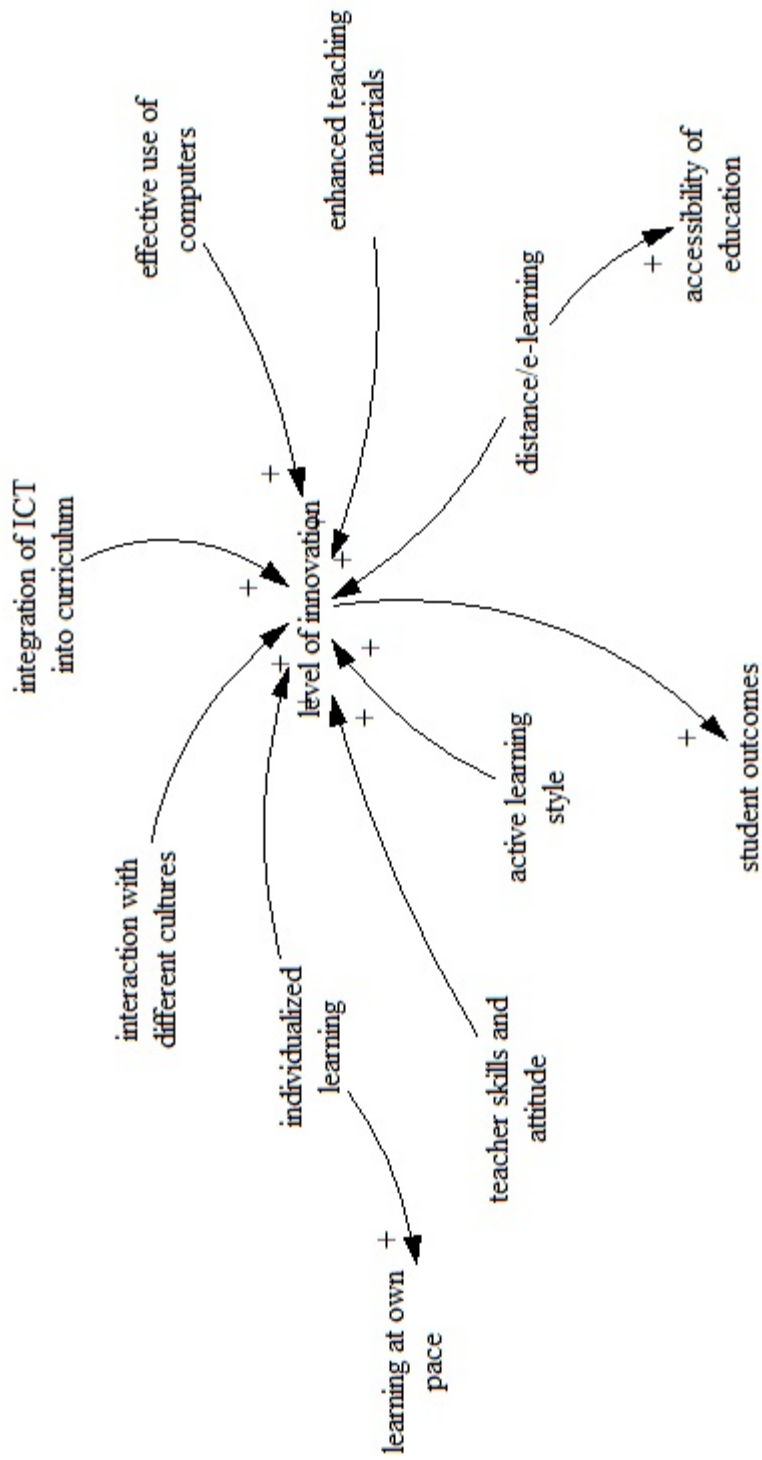 integration of ICT
into curriculum
effective use of
computers
enhanced teaching
materials
interaction with
different cultures
individualized
learning
level of innovation
distance/e-learning
accessibility of
education
learning at own
pace
teacher skills and
attitude
active learning
style
student outcomes
+
+
+
+
+
+
+
+
+
+
+